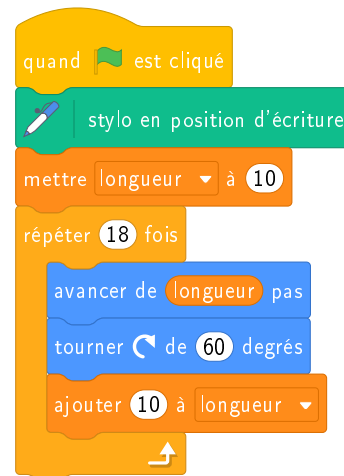 quand est cliqué
stylo en position d'écriture
mettre longueur à 10
répéter 18 fois
avancer de longueur pas
tourner de 60 degrés
ajouter 10 à longueur